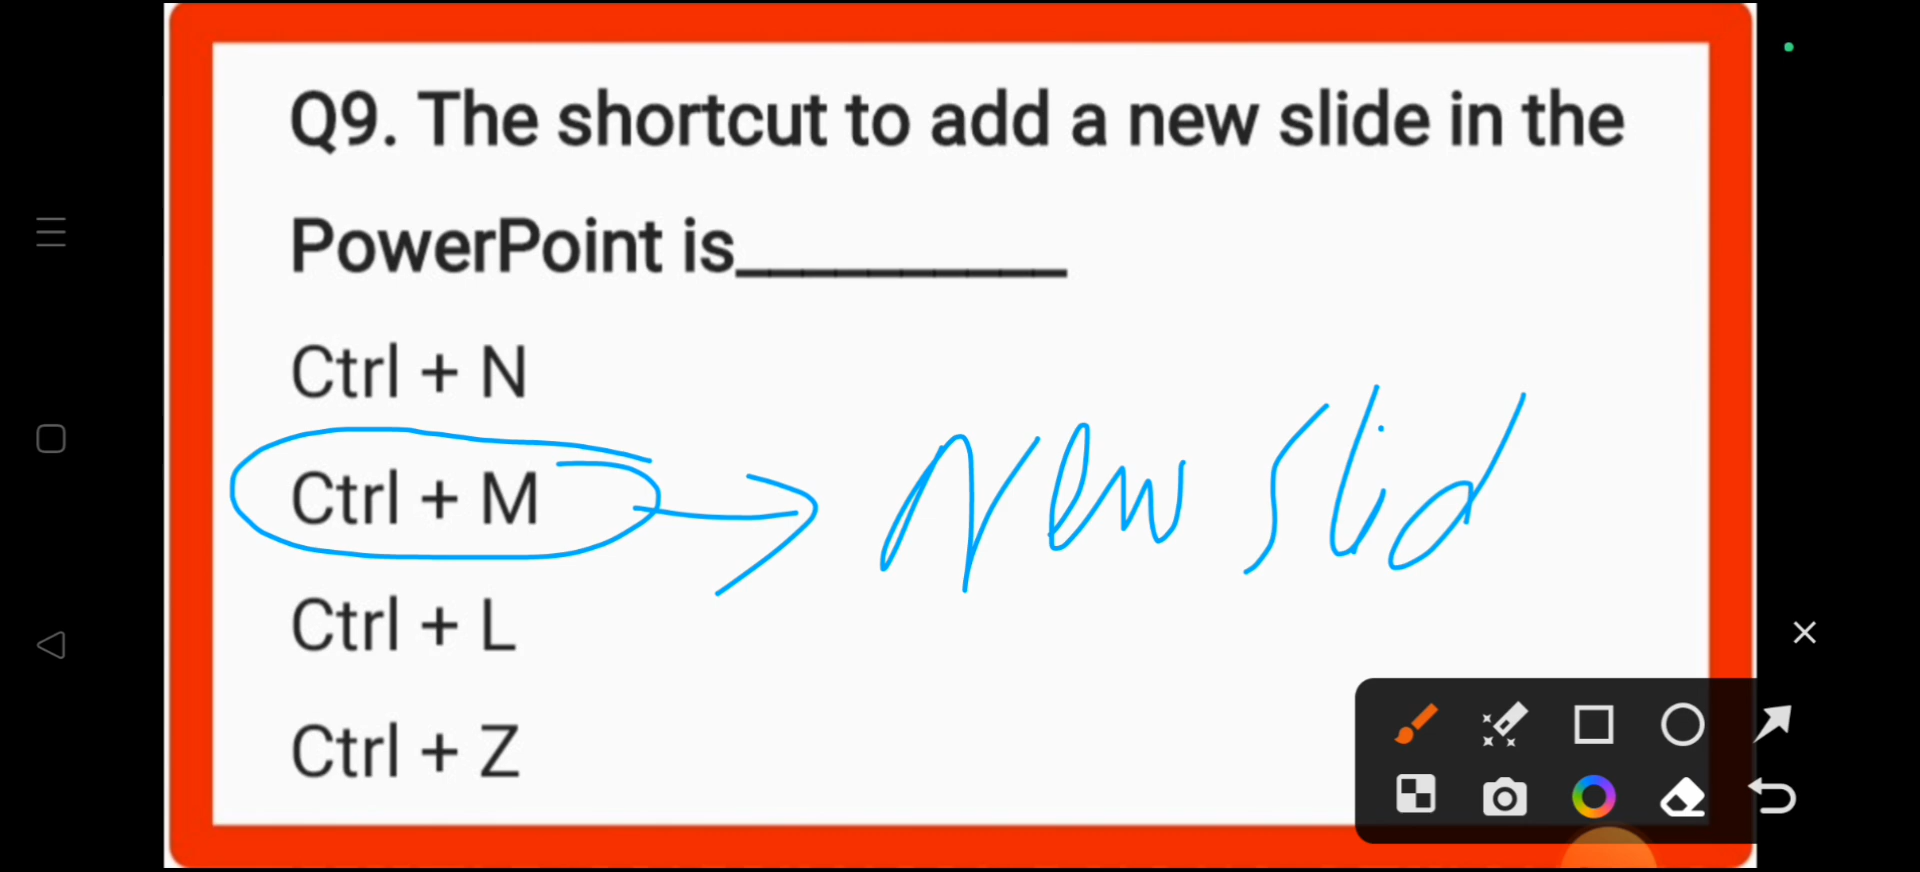 Q9. The shortcut to add a new slide in the
PowerPoint is__________
Ctrl + N
Ctrl + M
New Slid
Ctrl + L
Ctrl + Z